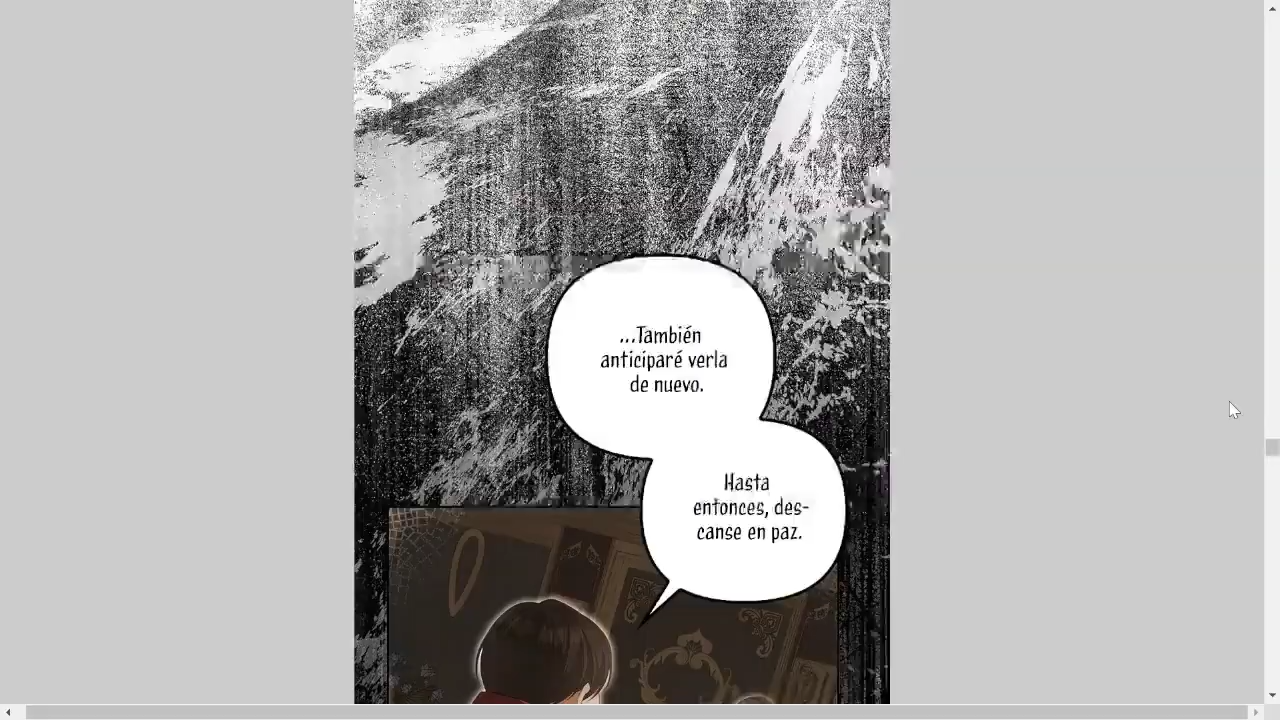 ...También
anticiparé verla
de nuevo.
Hasta
entonces, des-
canse en paz.